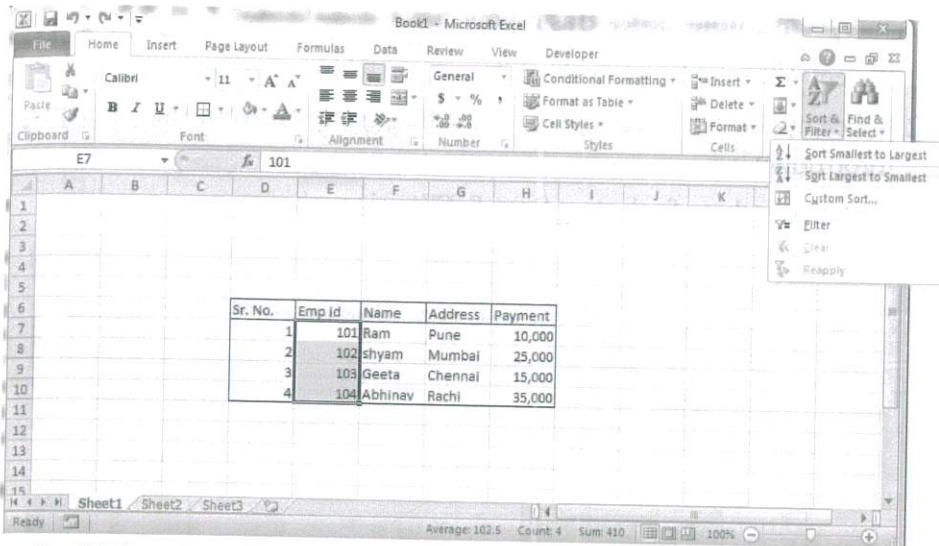 Book1 - Microsoft Excel
File Home Insert Page Layout Formulas Data Review View Developer
Paste
Calibri 11 A A
B I U A
General
$ % ,
.0 .00 .00 .0
Conditional Formatting
Format as Table
Cell Styles
Insert
Delete
Format
Σ
Sort & Filter
Find & Select
Clipboard Font Alignment Number Styles Cells
E7 fx 101
Sort Smallest to Largest
Sort Largest to Smallest
Custom Sort...
Filter
Clear
Reapply
A B C D E F G H I J K
1
2
3
4
5
6 Sr. No. Emp id Name Address Payment
7 1 101 Ram Pune 10,000
8 2 102 shyam Mumbai 25,000
9 3 103 Geeta Chennai 15,000
10 4 104 Abhinav Rachi 35,000
11
12
13
14
15
Sheet1 Sheet2 Sheet3
Ready Average: 102.5 Count: 4 Sum: 410 100%